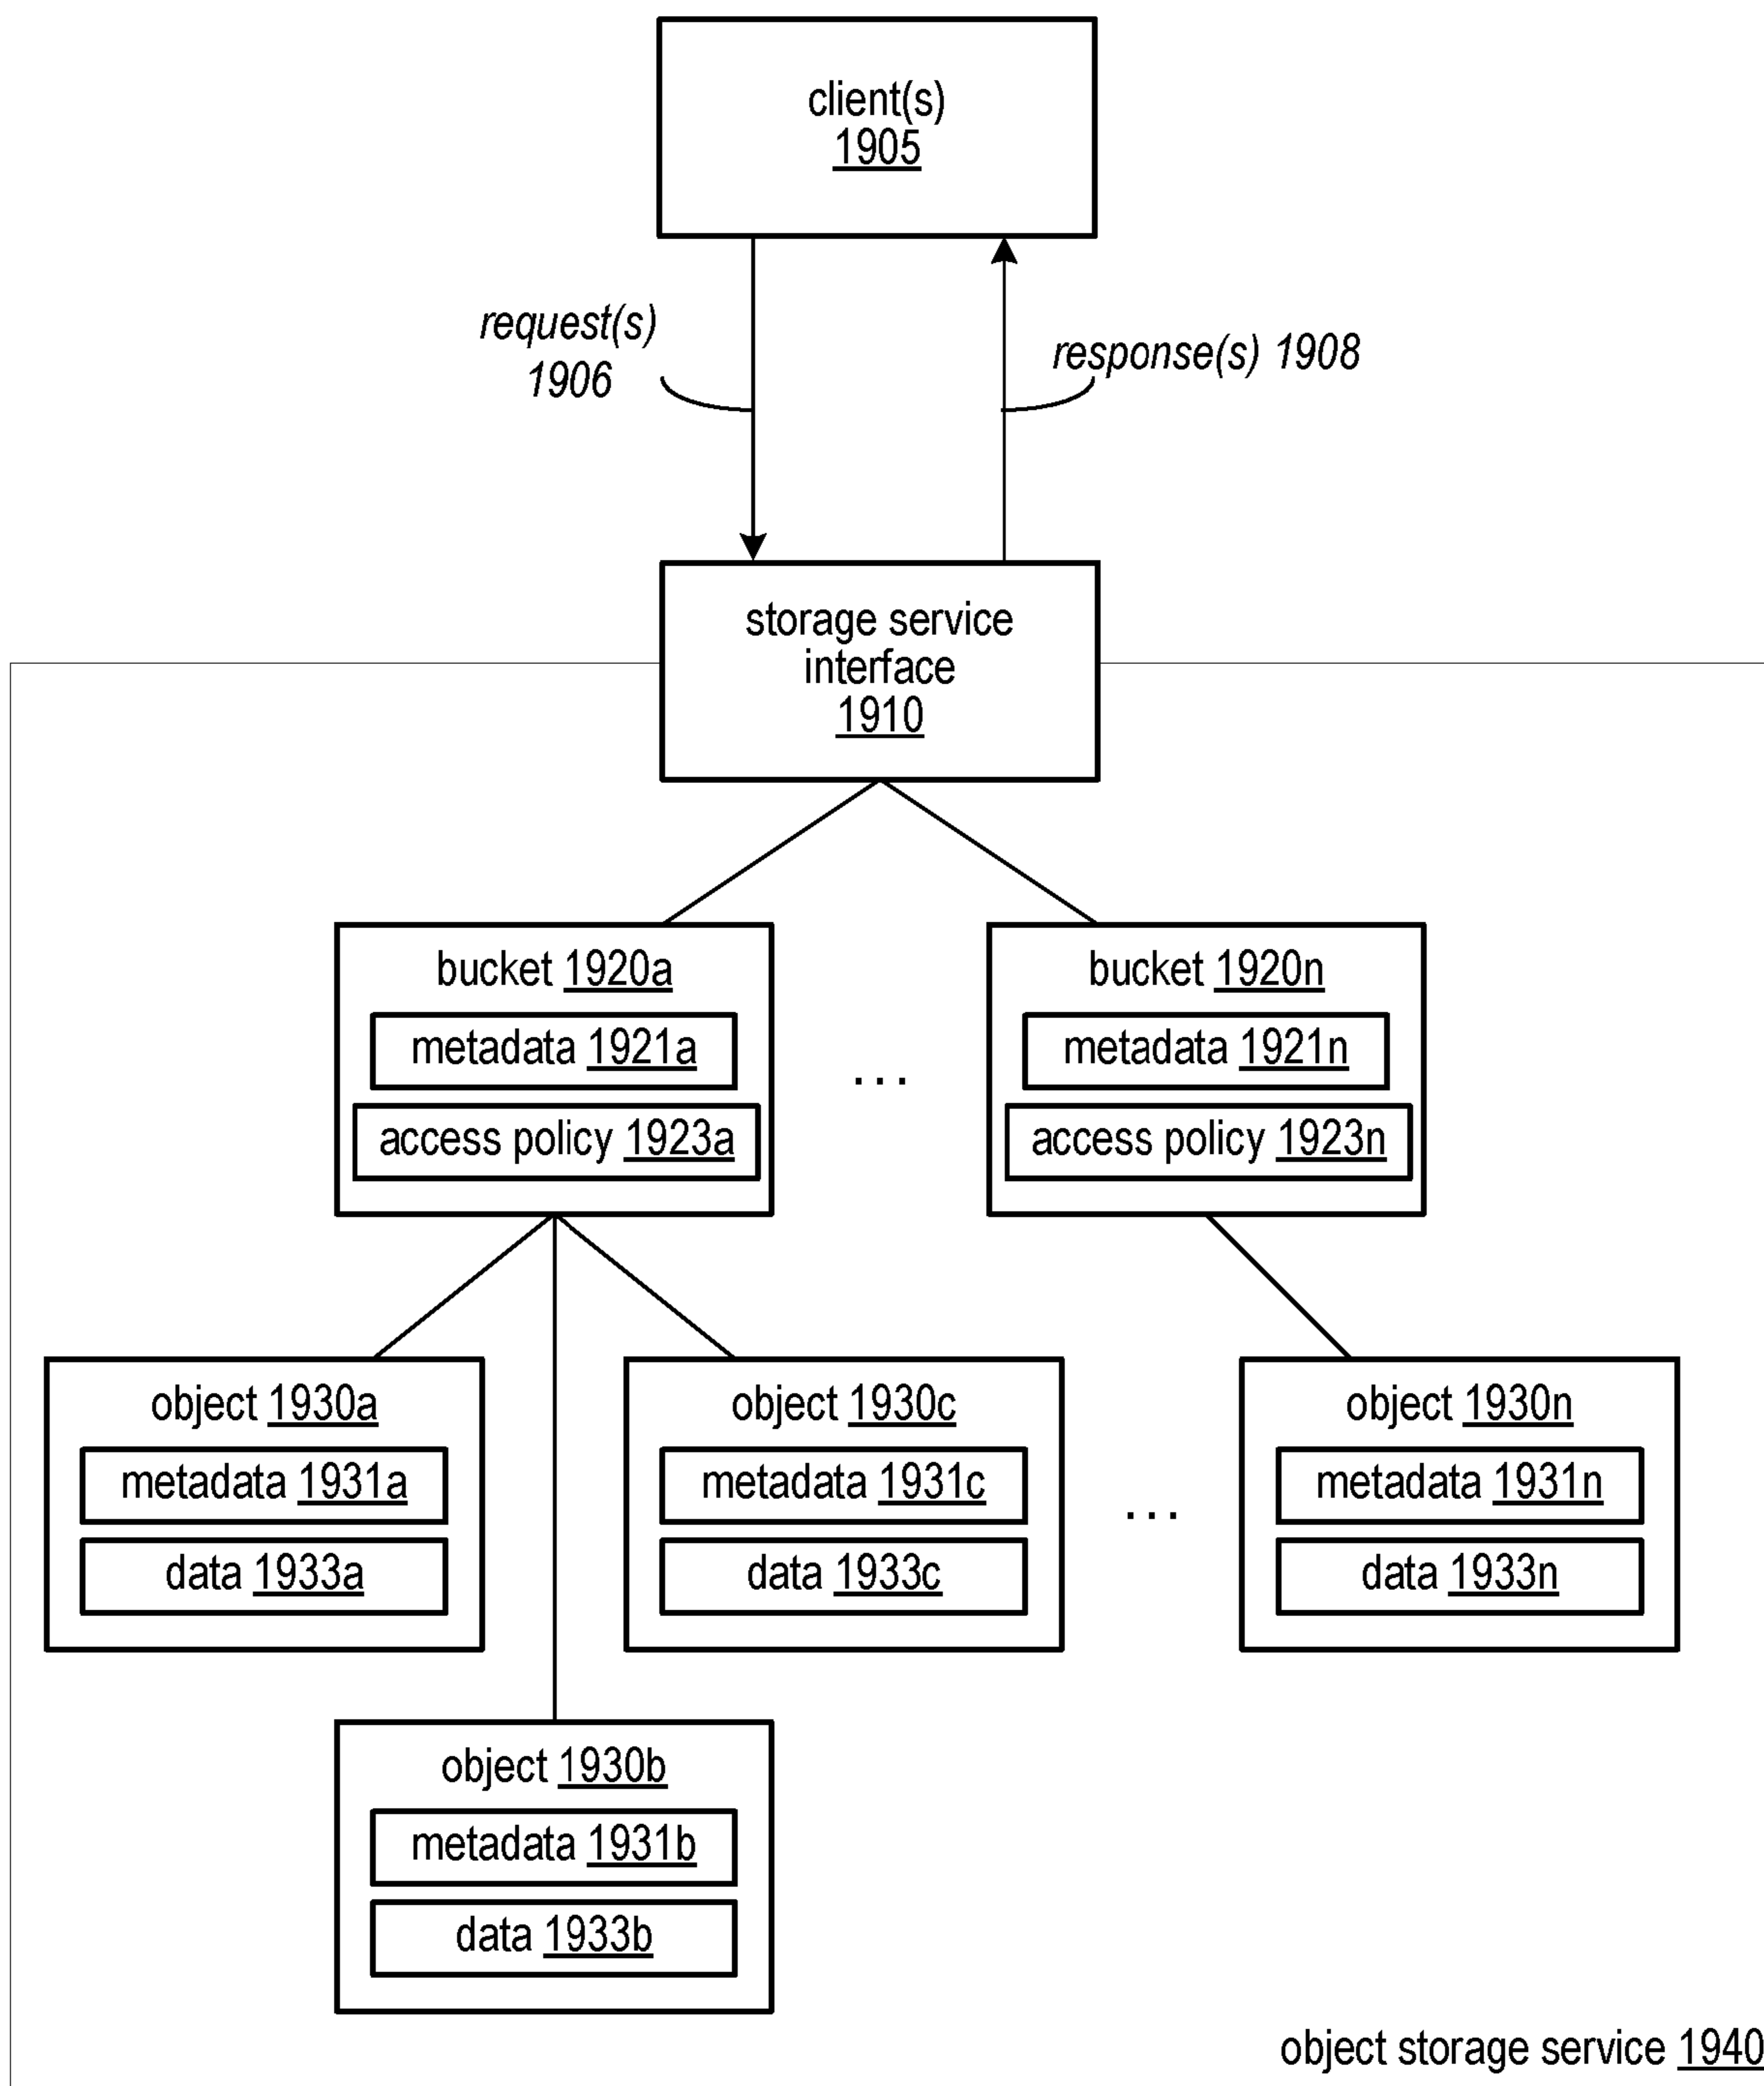 client(s)
1905
request(s)
1906
response(s) 1908
storage service
interface
1910
bucket 1920a
metadata 1921a
access policy 1923a
...
bucket 1920n
metadata 1921n
access policy 1923n
object 1930a
metadata 1931a
data 1933a
object 1930c
metadata 1931c
data 1933c
...
object 1930n
metadata 1931n
data 1933n
object 1930b
metadata 1931b
data 1933b
object storage service 1940